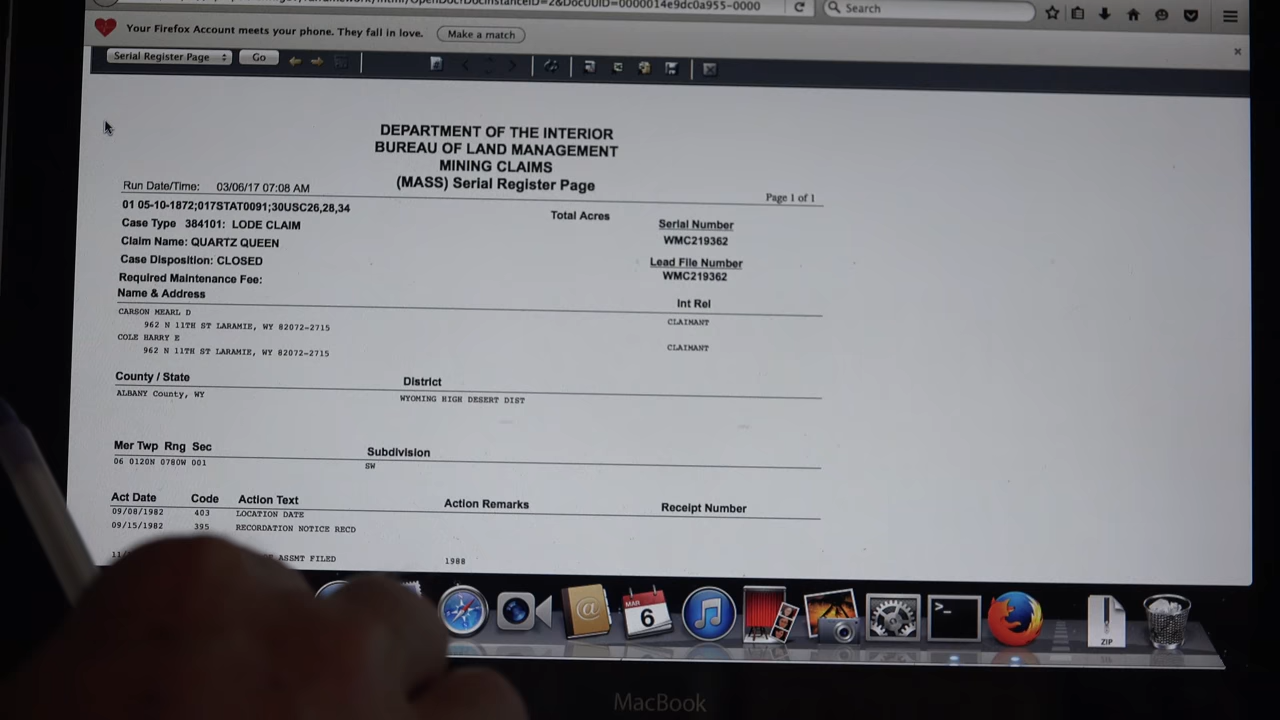 Search
Your Firefox Account meets your phone. They fall in love. Make a match
Serial Register Page Go
DEPARTMENT OF THE INTERIOR
BUREAU OF LAND MANAGEMENT
MINING CLAIMS
(MASS) Serial Register Page
Run Date/Time: 03/06/17 07:08 AM
Page 1 of 1
01 05-10-1872;017STAT0091;30USC26,28,34
Total Acres
Serial Number
Case Type 384101: LODE CLAIM
WMC219362
Claim Name: QUARTZ QUEEN
Case Disposition: CLOSED
Lead File Number
WMC219362
Required Maintenance Fee:
Name & Address
Int Rel
CARSON MEARL D
CLAIMANT
962 N 11TH ST LARAMIE, WY 82072-2715
COLE HARRY E
CLAIMANT
962 N 11TH ST LARAMIE, WY 82072-2715
County / State
District
ALBANY County, WY
WYOMING HIGH DESERT DIST
Mer Twp Rng Sec
Subdivision
06 0120N 0780W 001
SW
Act Date Code Action Text Action Remarks Receipt Number
09/08/1982 403 LOCATION DATE
09/15/1982 395 RECORDATION NOTICE RECD
ASSNT FILED 1988
MAR
6
ZIP
MacBook